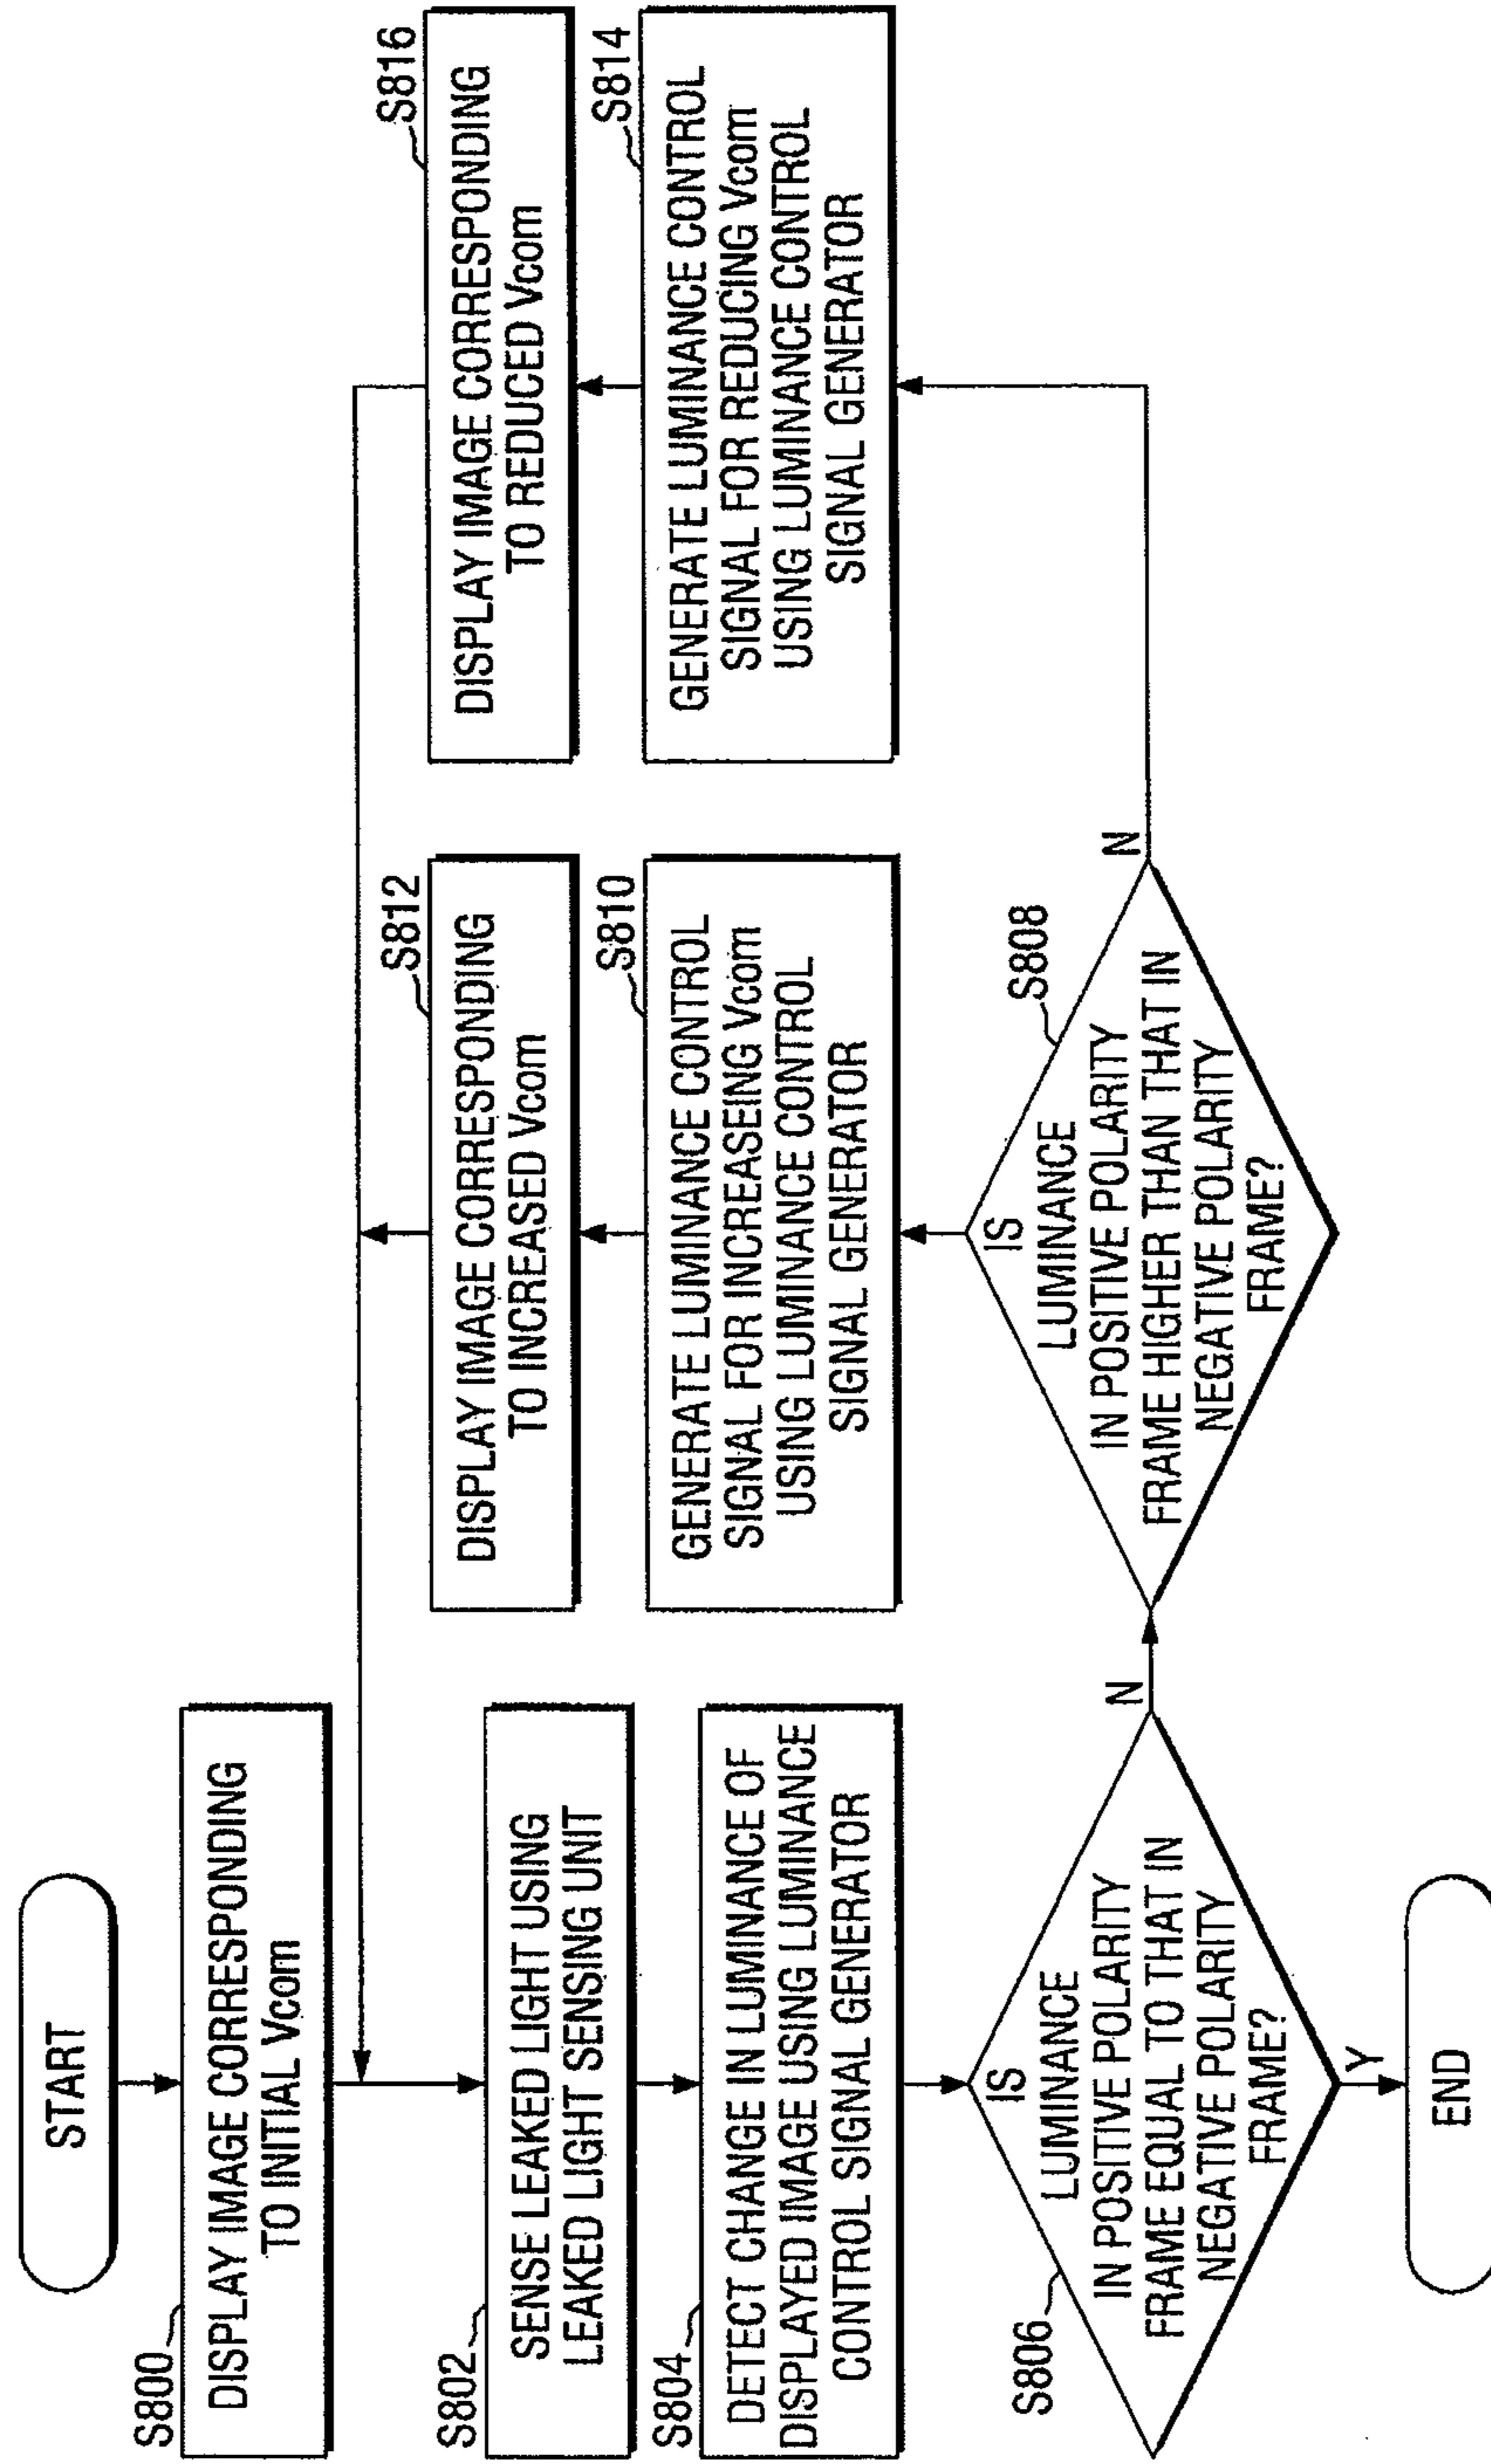 START
S800
DISPLAY IMAGE CORRESPONDING
TO INITIAL Vcom
S802
SENSE LEAKED LIGHT USING
LEAKED LIGHT SENSING UNIT
S804
DETECT CHANGE IN LUMINANCE OF
DISPLAYED IMAGE USING LUMINANCE
CONTROL SIGNAL GENERATOR
S806
IS
LUMINANCE
IN POSITIVE POLARITY
FRAME EQUAL TO THAT IN
NEGATIVE POLARITY
FRAME?
N
Y
END
S808
IS
LUMINANCE
IN POSITIVE POLARITY
FRAME HIGHER THAN THAT IN
NEGATIVE POLARITY
FRAME?
N
S810
GENERATE LUMINANCE CONTROL
SIGNAL FOR INCREASEING Vcom
USING LUMINANCE CONTROL
SIGNAL GENERATOR
S812
DISPLAY IMAGE CORRESPONDING
TO INCREASED Vcom
S814
GENERATE LUMINANCE CONTROL
SIGNAL FOR REDUCING Vcom
USING LUMINANCE CONTROL
SIGNAL GENERATOR
S816
DISPLAY IMAGE CORRESPONDING
TO REDUCED Vcom